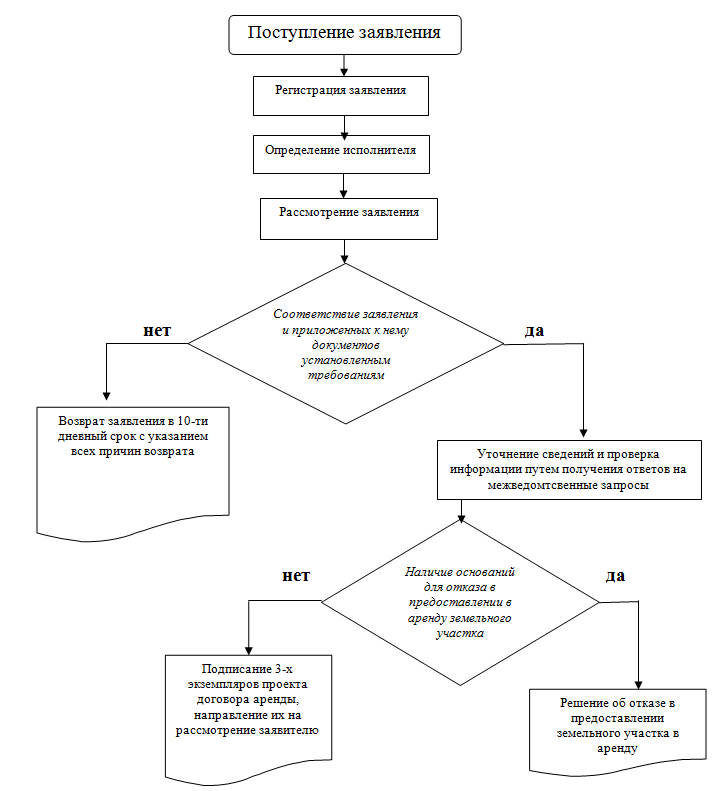 Поступление заявления
Регистрация заявления
Определение исполнителя
Рассмотрение заявления
Соответствие заявления
и приложенных к нему
документов
установленным
требованиям
нет
да
Возврат заявления в 10-ти
дневный срок с указанием
всех причин возврата
Уточнение сведений и проверка
информации путем получения ответов на
межведомтсвенные запросы
Наличие оснований
для отказа в
предоставлении в
аренду земельного
участка
нет
да
Подписание 3-х
экземпляров проекта
договора аренды,
направление их на
рассмотрение заявителю
Решение об отказе в
предоставлении
земельного участка в
аренду